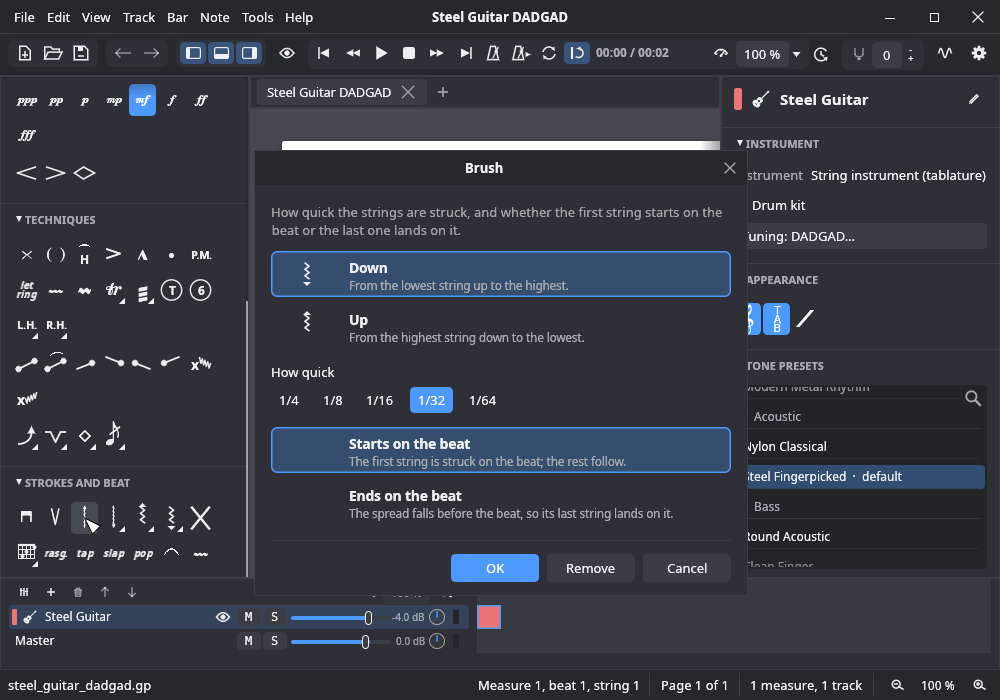 File Edit View Track Bar Note Tools Help
Steel Guitar DADGAD
00:00 / 00:02
100 %
0
ppp pp p mp mf f ff
fff
TECHNIQUES
H
P.M.
let ring
tr
T
6
L.H. R.H.
STROKES AND BEAT
rasg. tap slap pop
Steel Guitar DADGAD
Brush
How quick the strings are struck, and whether the first string starts on the
beat or the last one lands on it.
Down
From the lowest string up to the highest.
Up
From the highest string down to the lowest.
How quick
1/4 1/8 1/16 1/32 1/64
Starts on the beat
The first string is struck on the beat; the rest follow.
Ends on the beat
The spread falls before the beat, so its last string lands on it.
OK Remove Cancel
Steel Guitar
INSTRUMENT
strument String instrument (tablature)
Drum kit
uning: DADGAD...
APPEARANCE
TAB
TONE PRESETS
Modern Metal Rhythm
Acoustic
Nylon Classical
Steel Fingerpicked · default
Bass
Round Acoustic
Clean Finger
Steel Guitar M S -4.0 dB
Master M S 0.0 dB
steel_guitar_dadgad.gp
Measure 1, beat 1, string 1
Page 1 of 1
1 measure, 1 track
100 %